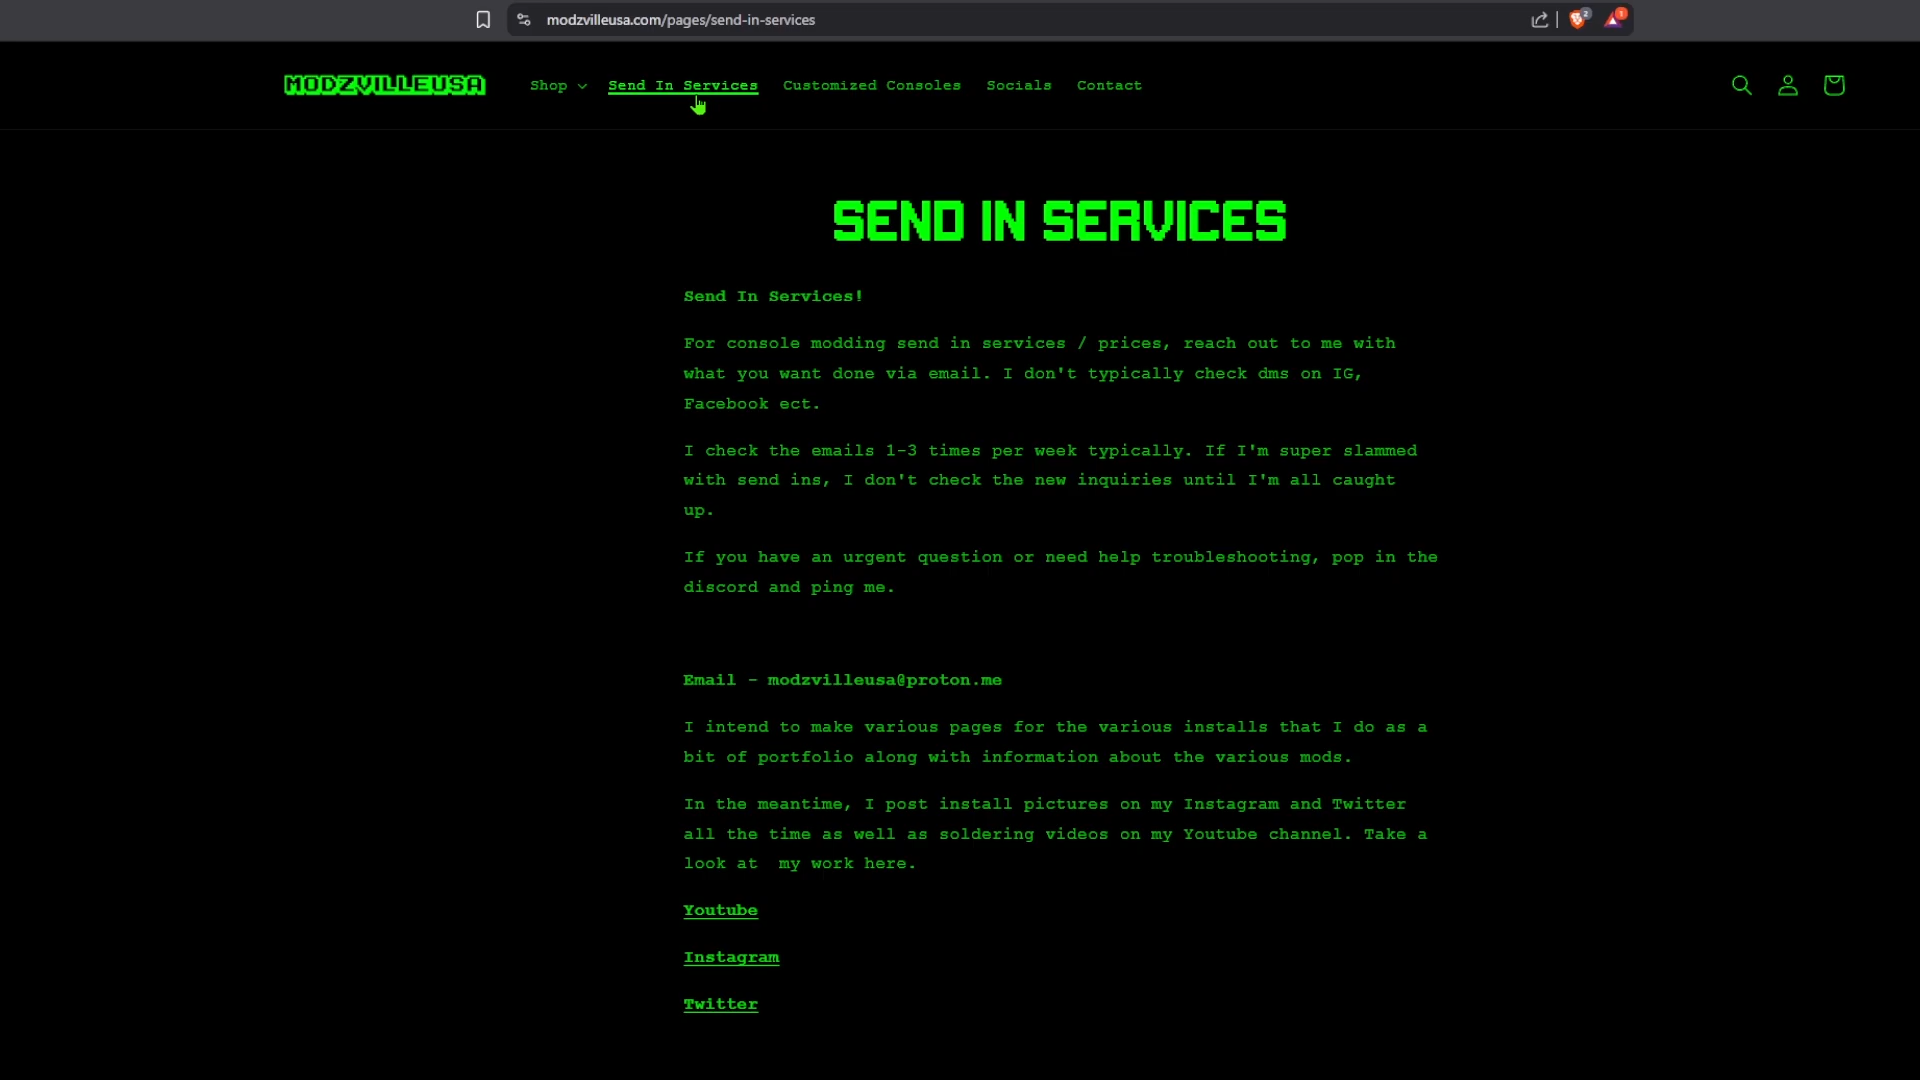 modzvilleusa.com/pages/send-in-services
2
1
MODZVILLEUSA
Shop
Send In Services
Customized Consoles
Socials
Contact
SEND IN SERVICES
Send In Services!
For console modding send in services / prices, reach out to me with
what you want done via email. I don't typically check dms on IG,
Facebook ect.
I check the emails 1-3 times per week typically. If I'm super slammed
with send ins, I don't check the new inquiries until I'm all caught
up.
If you have an urgent question or need help troubleshooting, pop in the
discord and ping me.
Email - modzvilleusa@proton.me
I intend to make various pages for the various installs that I do as a
bit of portfolio along with information about the various mods.
In the meantime, I post install pictures on my Instagram and Twitter
all the time as well as soldering videos on my Youtube channel. Take a
look at  my work here.
Youtube
Instagram
Twitter